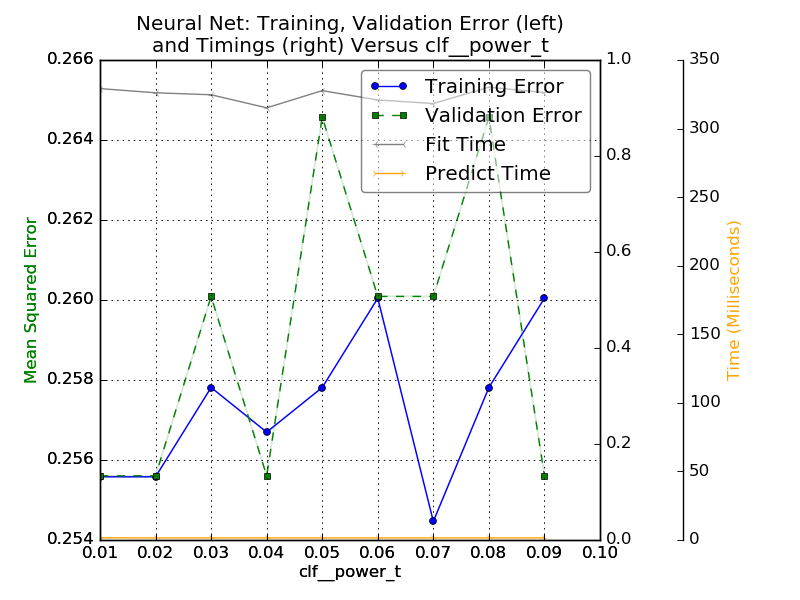 Neural Net: Training, Validation Error (left)
and Timings (right) Versus clf__power_t
Training Error
Validation Error
Fit Time
Predict Time
Mean Squared Error
0.266
0.264
0.262
0.260
0.258
0.256
0.254
0.01 0.02 0.03 0.04 0.05 0.06 0.07 0.08 0.09 0.10
clf__power_t
1.0
0.8
0.6
0.4
0.2
0.0
350
300
250
200
150
100
50
0
Time (Milliseconds)